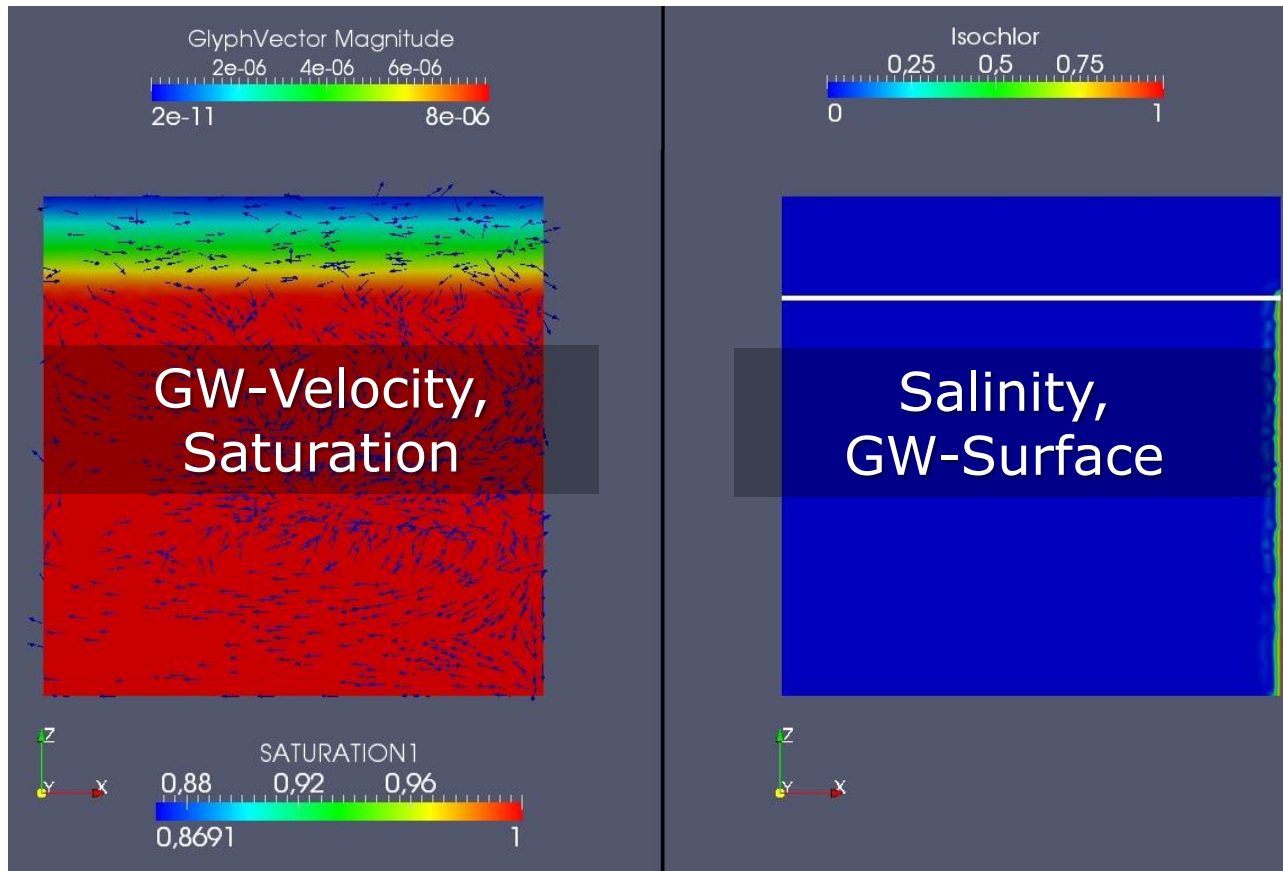 GlyphVector Magnitude
2e-06 4e-06 6e-06
2e-11 8e-06
GW-Velocity,
Saturation
Z
Y X
SATURATION1
0,88 0,92 0,96
0,8691 1
Isochlor
0,25 0,5 0,75
0 1
Salinity,
GW-Surface
Z
Y X